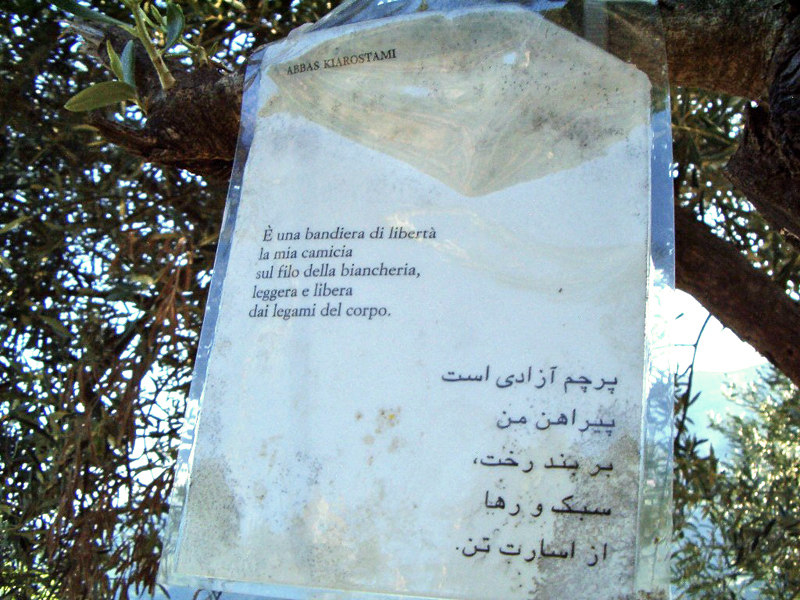 ABBAS KIAROSTAMI
È una bandiera di libertà
la mia camicia
sul filo della biancheria,
leggera e libera
dai legami del corpo.
پرچم آزادی است
پیراهن من
بر بند رخت،
سبک و رها
از اسارت تن.